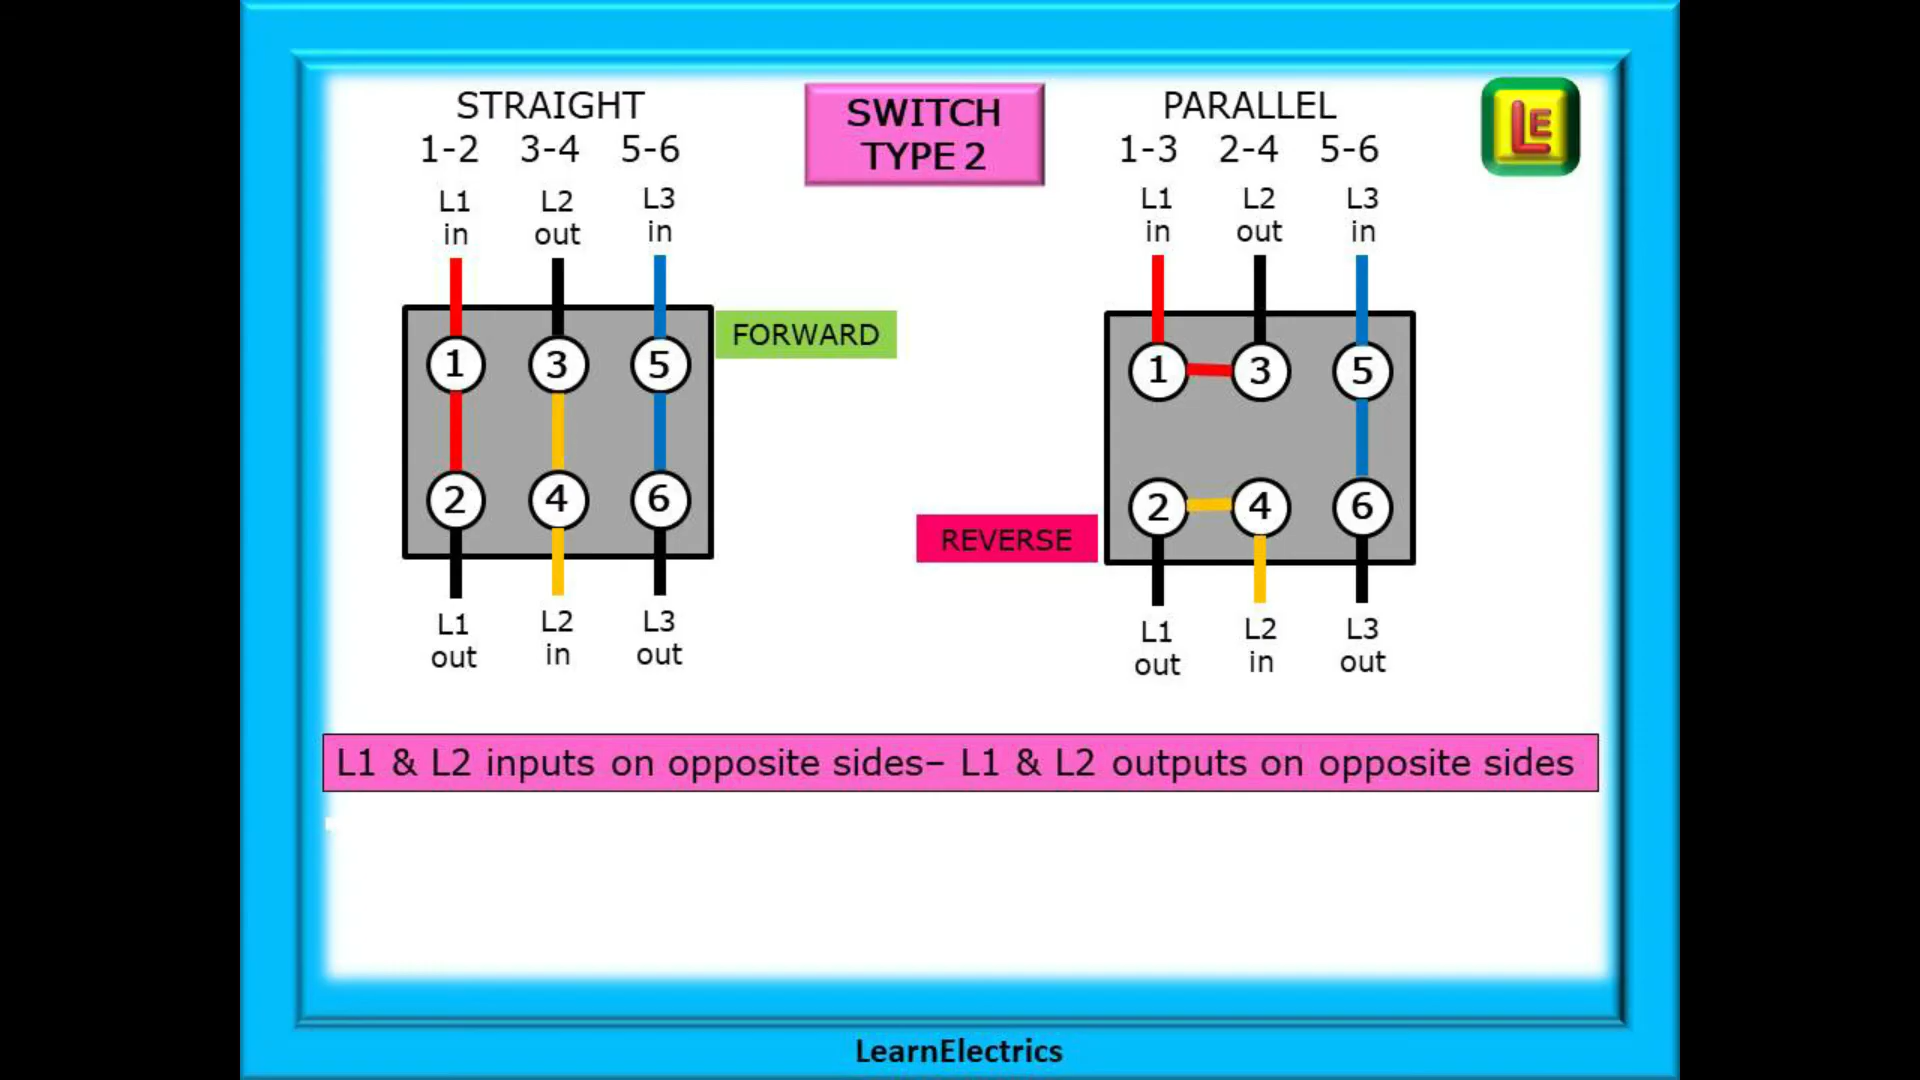 STRAIGHT
1-2 3-4 5-6
L1 in
L2 out
L3 in
1 3 5
2 4 6
L1 out
L2 in
L3 out
FORWARD
SWITCH
TYPE 2
PARALLEL
1-3 2-4 5-6
L1 in
L2 out
L3 in
1 3 5
2 4 6
L1 out
L2 in
L3 out
REVERSE
LE
L1 & L2 inputs on opposite sides– L1 & L2 outputs on opposite sides
LearnElectrics